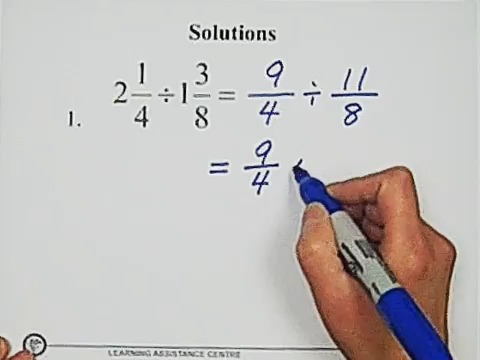 Solutions
1. 2 1/4 ÷ 1 3/8 = 9/4 ÷ 11/8
= 9/4
LEARNING ASSISTANCE CENTRE